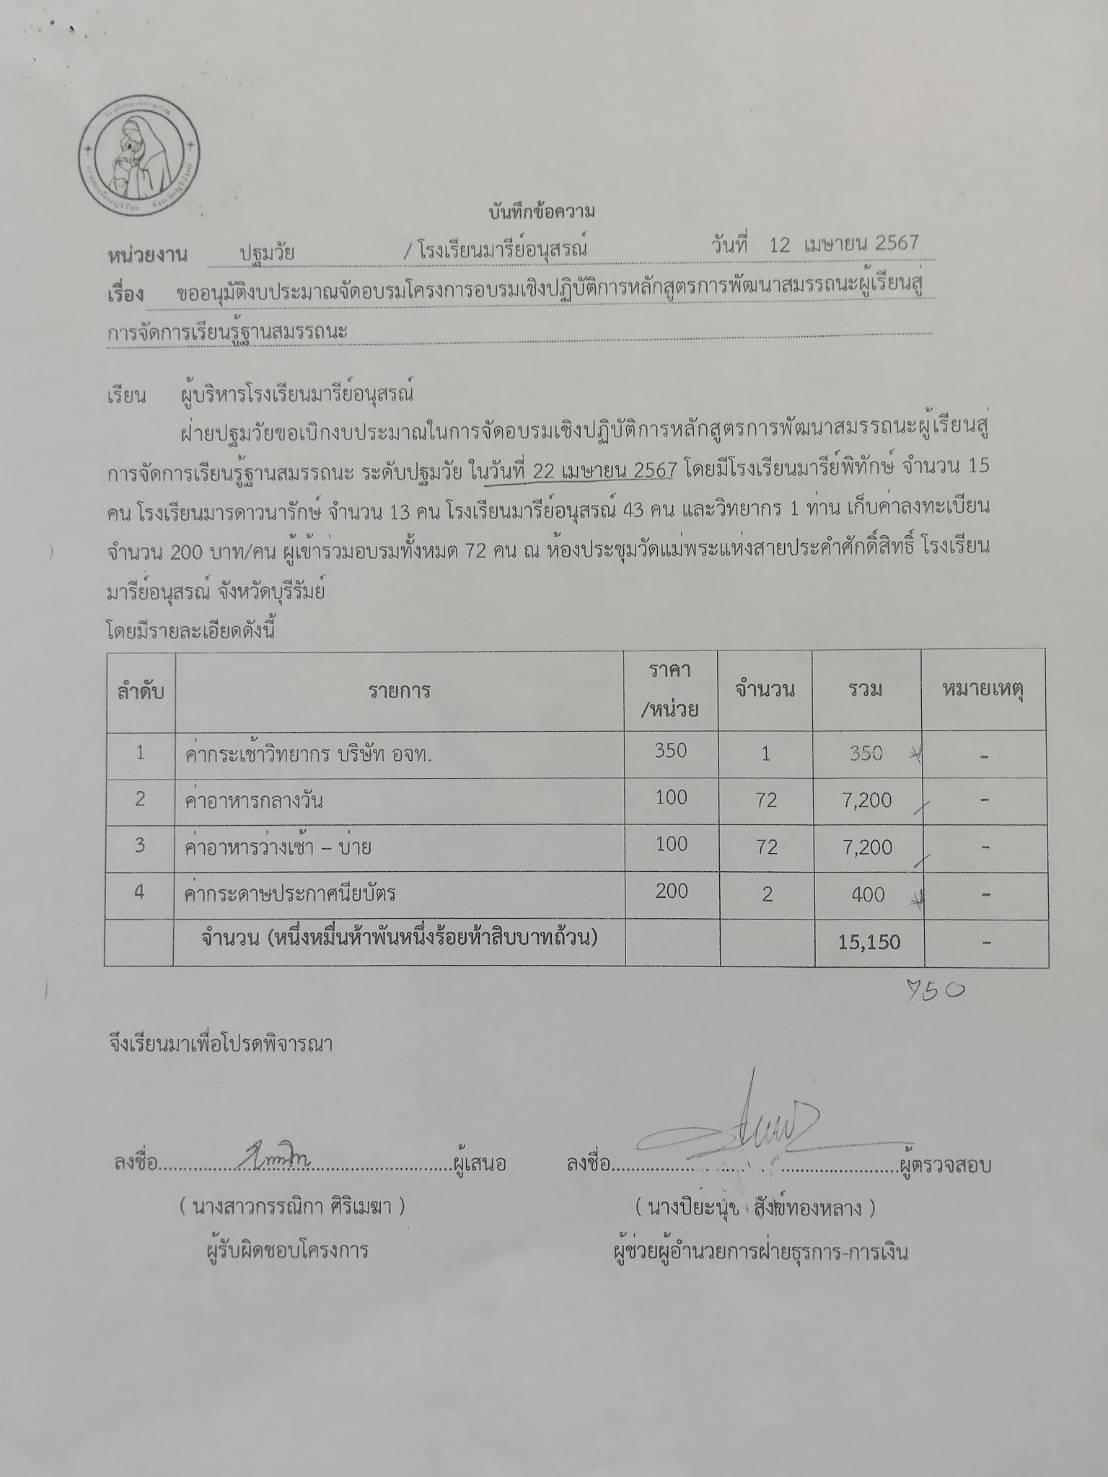 บันทึกข้อความ
หน่วยงาน ปฐมวัย / โรงเรียนมารีย์อนุสรณ์ วันที่ 12 เมษายน 2567
เรื่อง ขออนุมัติงบประมาณจัดอบรมโครงการอบรมเชิงปฏิบัติการหลักสูตรการพัฒนาสมรรถนะผู้เรียนสู่
การจัดการเรียนรู้ฐานสมรรถนะ
เรียน ผู้บริหารโรงเรียนมารีย์อนุสรณ์
ฝ่ายปฐมวัยขอเบิกงบประมาณในการจัดอบรมเชิงปฏิบัติการหลักสูตรการพัฒนาสมรรถนะผู้เรียนสู่
การจัดการเรียนรู้ฐานสมรรถนะ ระดับปฐมวัย ในวันที่ 22 เมษายน 2567 โดยมีโรงเรียนมารีย์พิทักษ์ จำนวน 15
คน โรงเรียนมารดาวนารักษ์ จำนวน 13 คน โรงเรียนมารีย์อนุสรณ์ 43 คน และวิทยากร 1 ท่าน เก็บค่าลงทะเบียน
จำนวน 200 บาท/คน ผู้เข้าร่วมอบรมทั้งหมด 72 คน ณ ห้องประชุมวัดแม่พระแห่งสายประคำศักดิ์สิทธิ์ โรงเรียน
มารีย์อนุสรณ์ จังหวัดบุรีรัมย์
โดยมีรายละเอียดดังนี้
ลำดับ รายการ ราคา /หน่วย จำนวน รวม หมายเหตุ
1 ค่ากระเช้าวิทยากร บริษัท อจท. 350 1 350 -
2 ค่าอาหารกลางวัน 100 72 7,200 -
3 ค่าอาหารว่างเช้า – บ่าย 100 72 7,200 -
4 ค่ากระดาษประกาศนียบัตร 200 2 400 -
จำนวน (หนึ่งหมื่นห้าพันหนึ่งร้อยห้าสิบบาทถ้วน) 15,150 -
750
จึงเรียนมาเพื่อโปรดพิจารณา
ลงชื่อ........................ผู้เสนอ ลงชื่อ........................ผู้ตรวจสอบ
( นางสาวกรรณิกา ศิริเมฆา ) ( นางปิยะนุช สังข์ทองหลาง )
ผู้รับผิดชอบโครงการ ผู้ช่วยผู้อำนวยการฝ่ายธุรการ-การเงิน